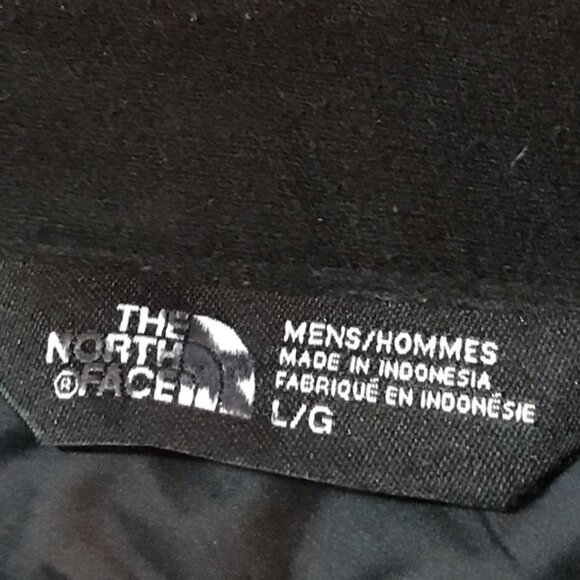 THE
NORTH
®FACE
MENS/HOMMES
MADE IN INDONESIA
FABRIQUÉ EN INDONÉSIE
L/G